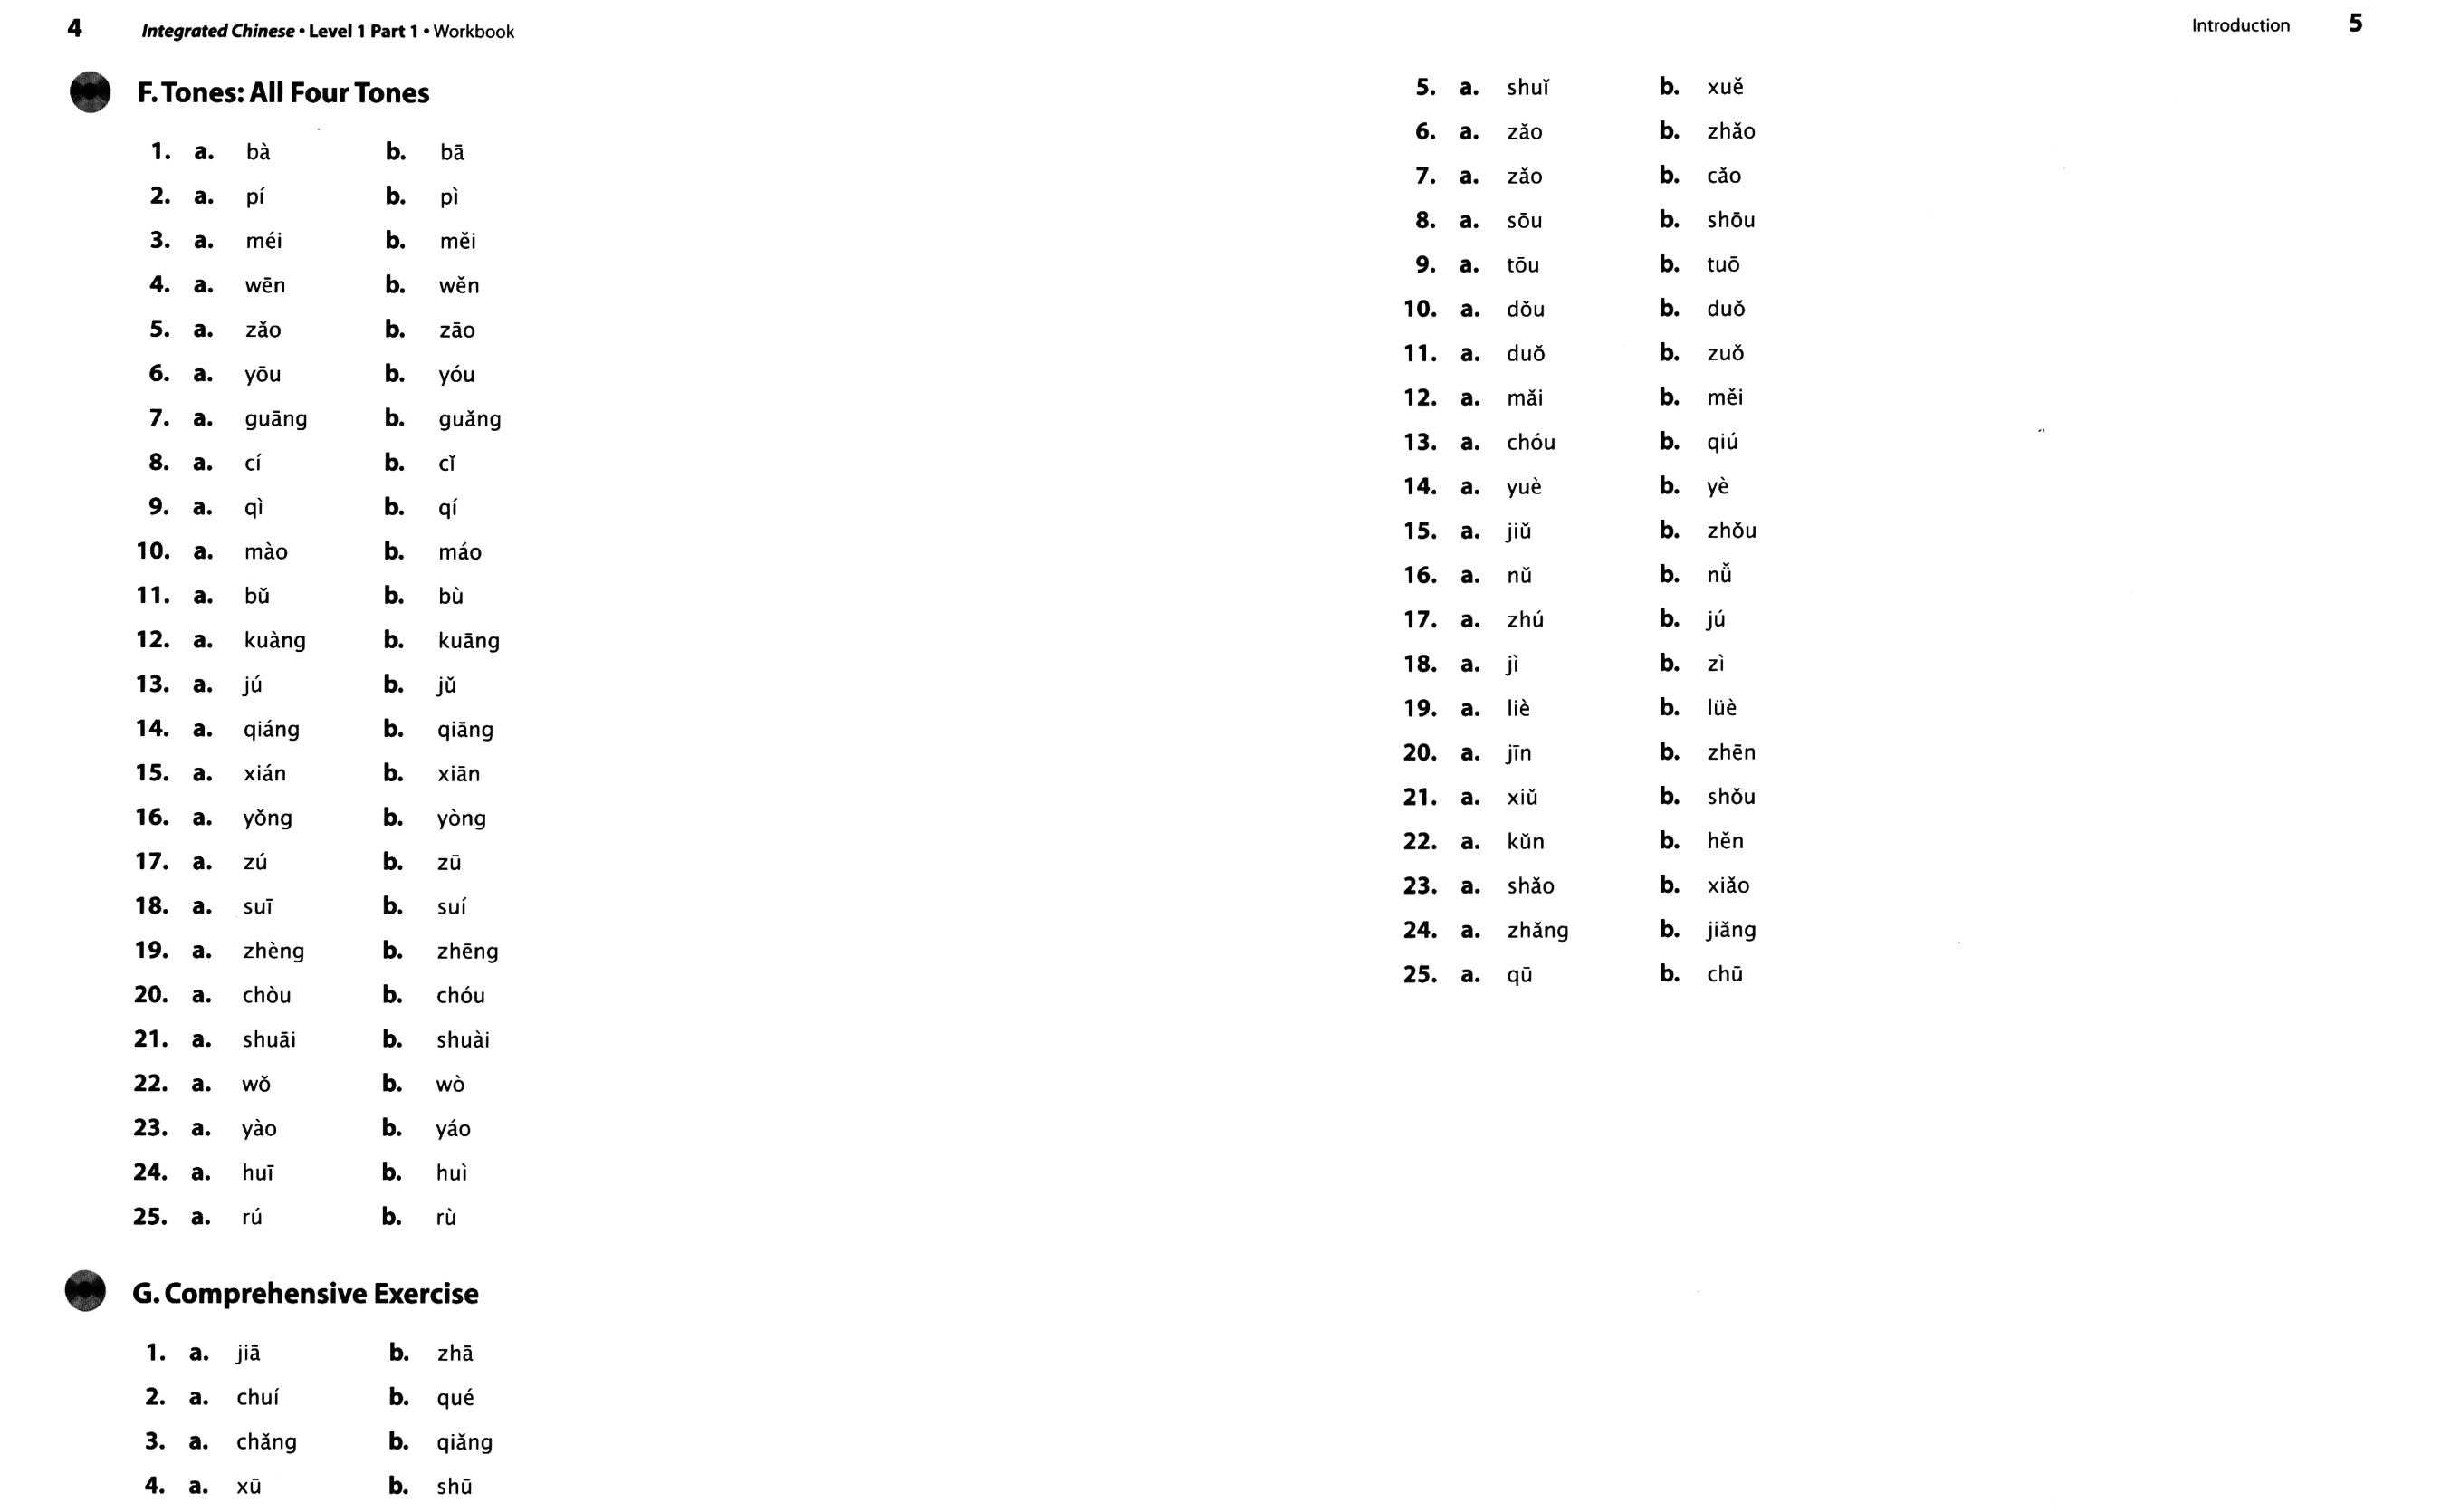 4 Integrated Chinese • Level 1 Part 1 • Workbook
F. Tones: All Four Tones
1. a. bà b. bā
2. a. pí b. pì
3. a. méi b. měi
4. a. wēn b. wěn
5. a. zǎo b. zāo
6. a. yōu b. yóu
7. a. guāng b. guǎng
8. a. cí b. cǐ
9. a. qì b. qí
10. a. mào b. máo
11. a. bǔ b. bù
12. a. kuàng b. kuāng
13. a. jú b. jǔ
14. a. qiáng b. qiāng
15. a. xián b. xiān
16. a. yǒng b. yòng
17. a. zú b. zū
18. a. suī b. suí
19. a. zhèng b. zhēng
20. a. chòu b. chóu
21. a. shuāi b. shuài
22. a. wǒ b. wò
23. a. yào b. yáo
24. a. huī b. huì
25. a. rú b. rù
G. Comprehensive Exercise
1. a. jiā b. zhā
2. a. chuí b. qué
3. a. chǎng b. qiǎng
4. a. xū b. shū
Introduction 5
5. a. shuǐ b. xuě
6. a. zǎo b. zhǎo
7. a. zǎo b. cǎo
8. a. sōu b. shōu
9. a. tōu b. tuō
10. a. dǒu b. duǒ
11. a. duǒ b. zuǒ
12. a. mǎi b. měi
13. a. chóu b. qiú
14. a. yuè b. yè
15. a. jiǔ b. zhǒu
16. a. nǔ b. nǚ
17. a. zhú b. jú
18. a. jì b. zì
19. a. liè b. lüè
20. a. jīn b. zhēn
21. a. xiǔ b. shǒu
22. a. kǔn b. hěn
23. a. shǎo b. xiǎo
24. a. zhǎng b. jiǎng
25. a. qū b. chū